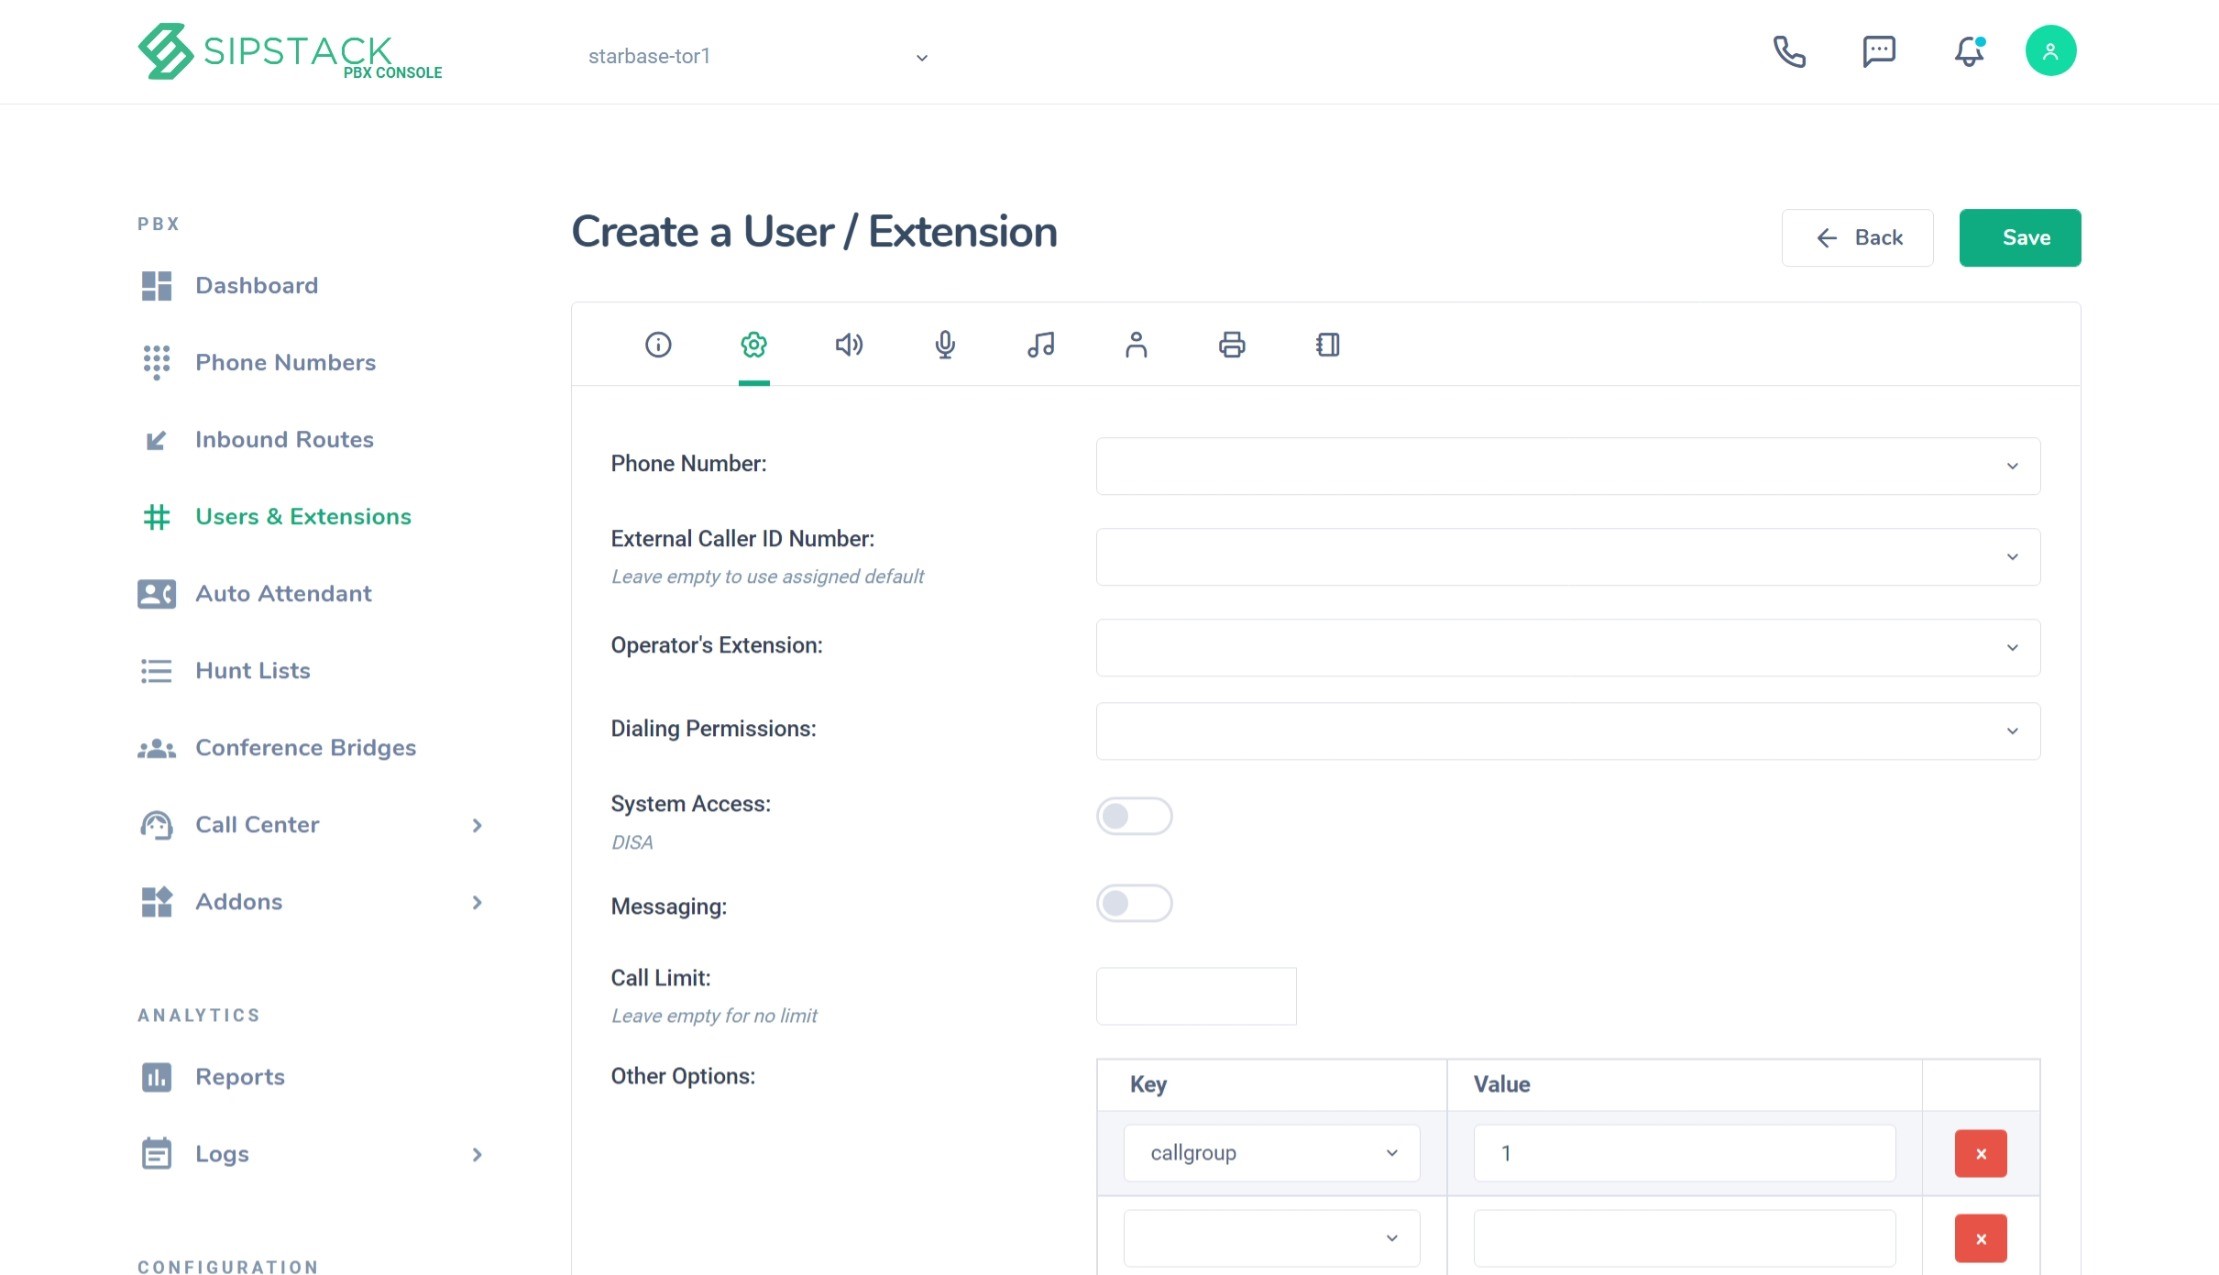 SIPSTACK
PBX CONSOLE
starbase-tor1
PBX
Dashboard
Phone Numbers
Inbound Routes
Users & Extensions
Auto Attendant
Hunt Lists
Conference Bridges
Call Center
Addons
ANALYTICS
Reports
Logs
CONFIGURATION
Create a User / Extension
Back
Save
Phone Number:
External Caller ID Number:
Leave empty to use assigned default
Operator's Extension:
Dialing Permissions:
System Access:
DISA
Messaging:
Call Limit:
Leave empty for no limit
Other Options:
Key Value
callgroup 1